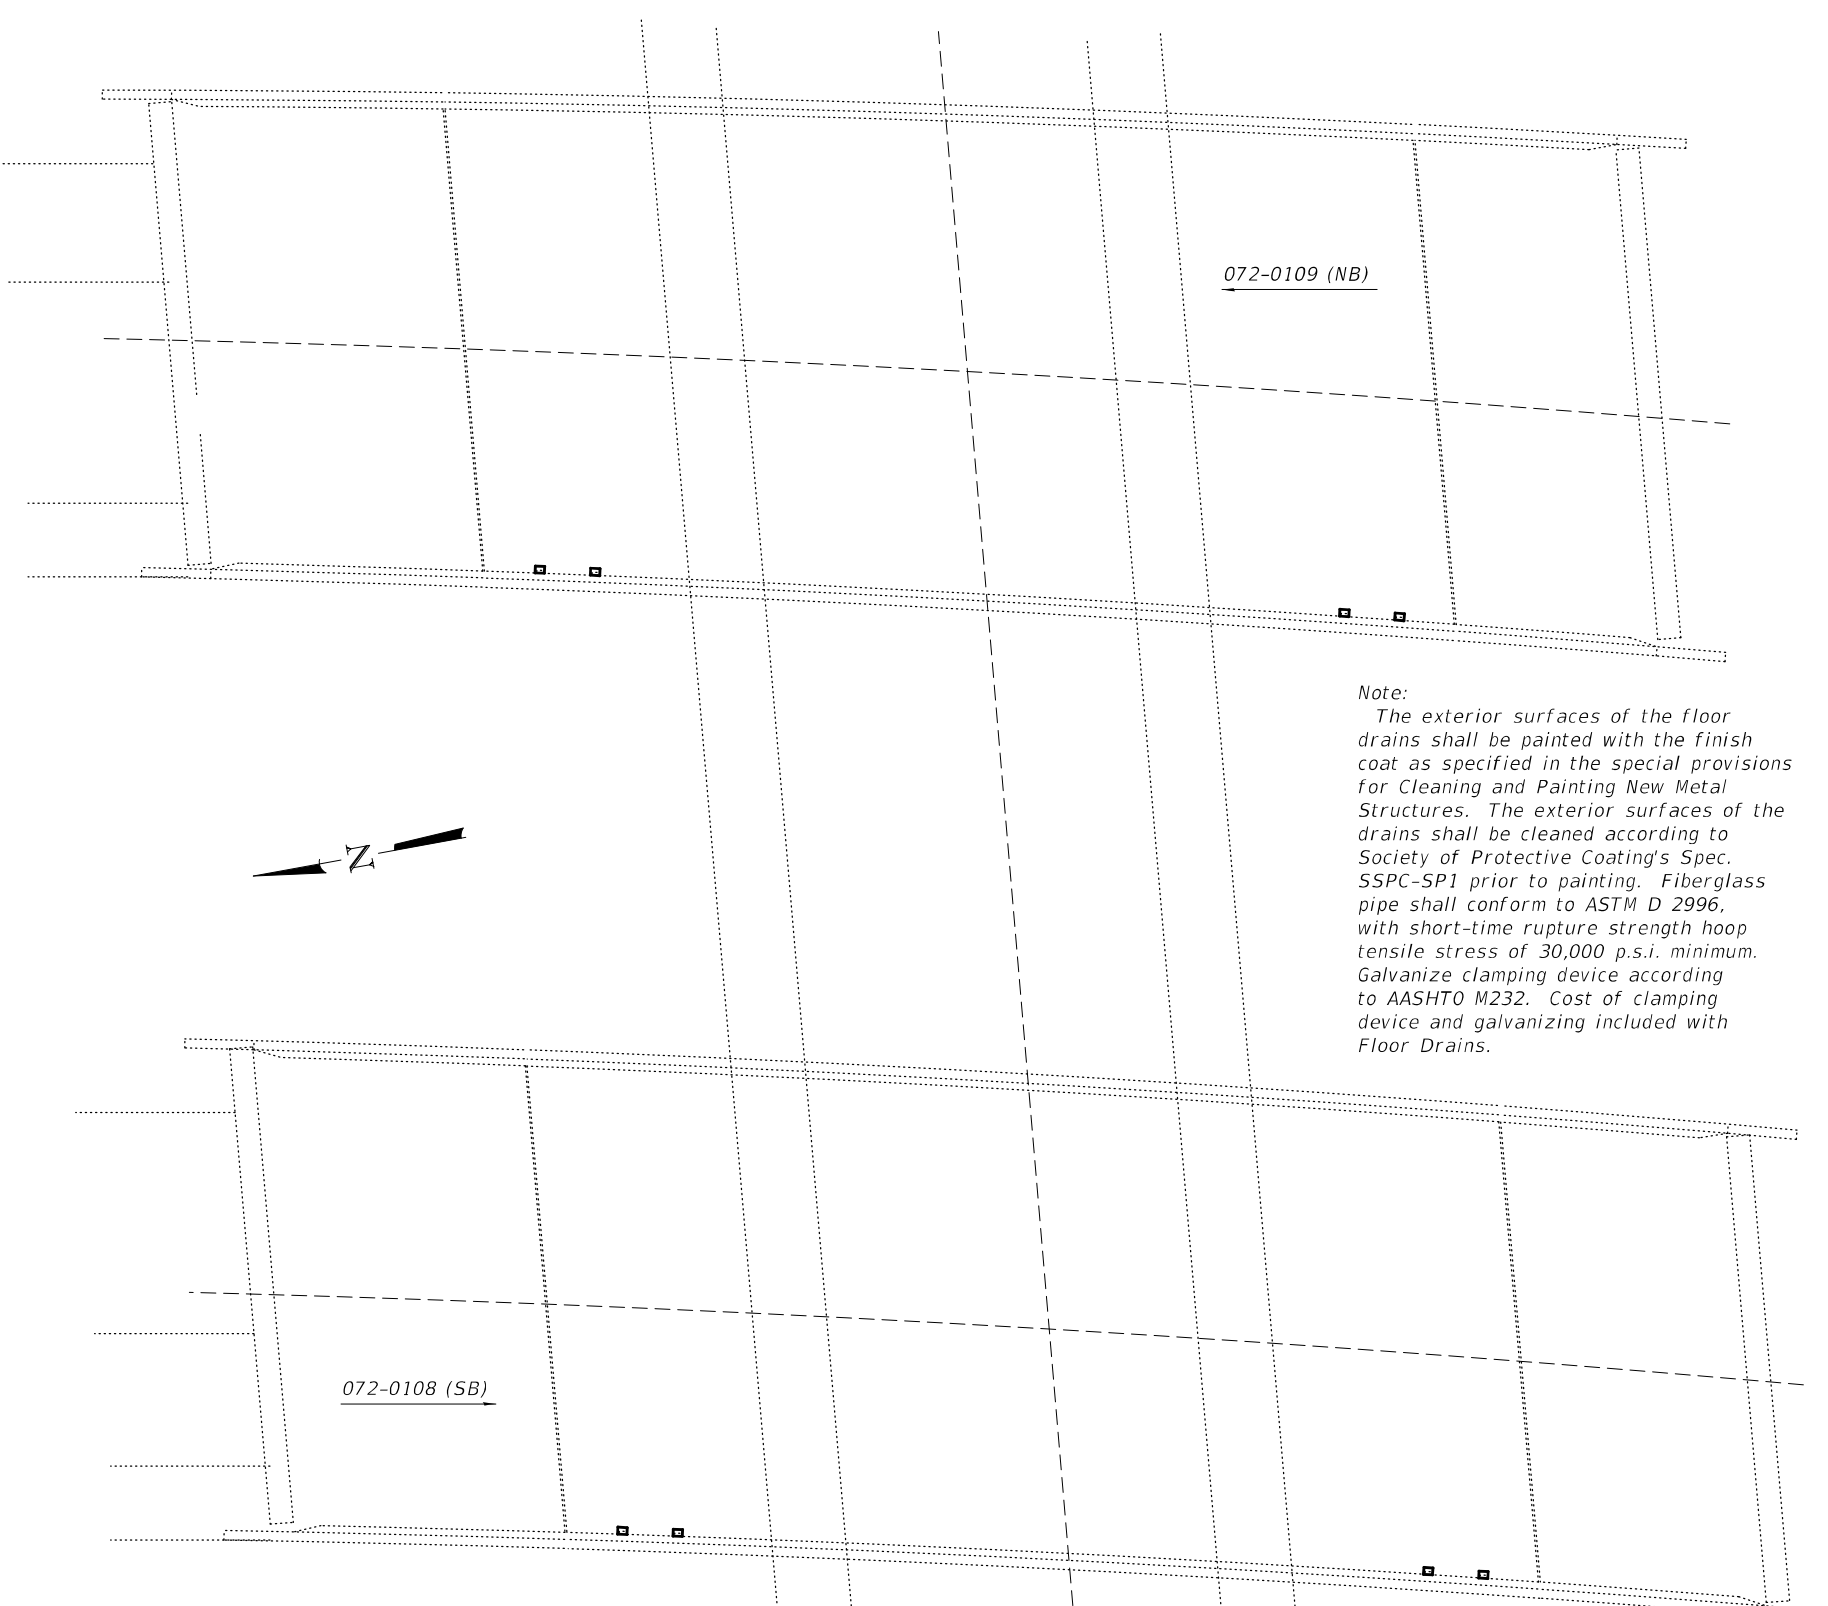 072-0109 (NB)
Note:
The exterior surfaces of the floor
drains shall be painted with the finish
coat as specified in the special provisions
for Cleaning and Painting New Metal
Structures. The exterior surfaces of the
drains shall be cleaned according to
Society of Protective Coating's Spec.
SSPC-SP1 prior to painting. Fiberglass
pipe shall conform to ASTM D 2996,
with short-time rupture strength hoop
tensile stress of 30,000 p.s.i. minimum.
Galvanize clamping device according
to AASHTO M232. Cost of clamping
device and galvanizing included with
Floor Drains.
N
072-0108 (SB)